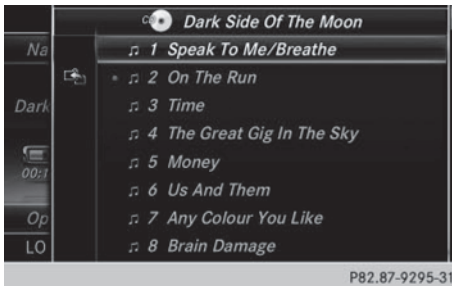 CD Dark Side Of The Moon
Na
1 Speak To Me/Breathe
2 On The Run
Dark
3 Time
4 The Great Gig In The Sky
00:1
5 Money
6 Us And Them
Op
7 Any Colour You Like
LO
8 Brain Damage
P82.87-9295-31